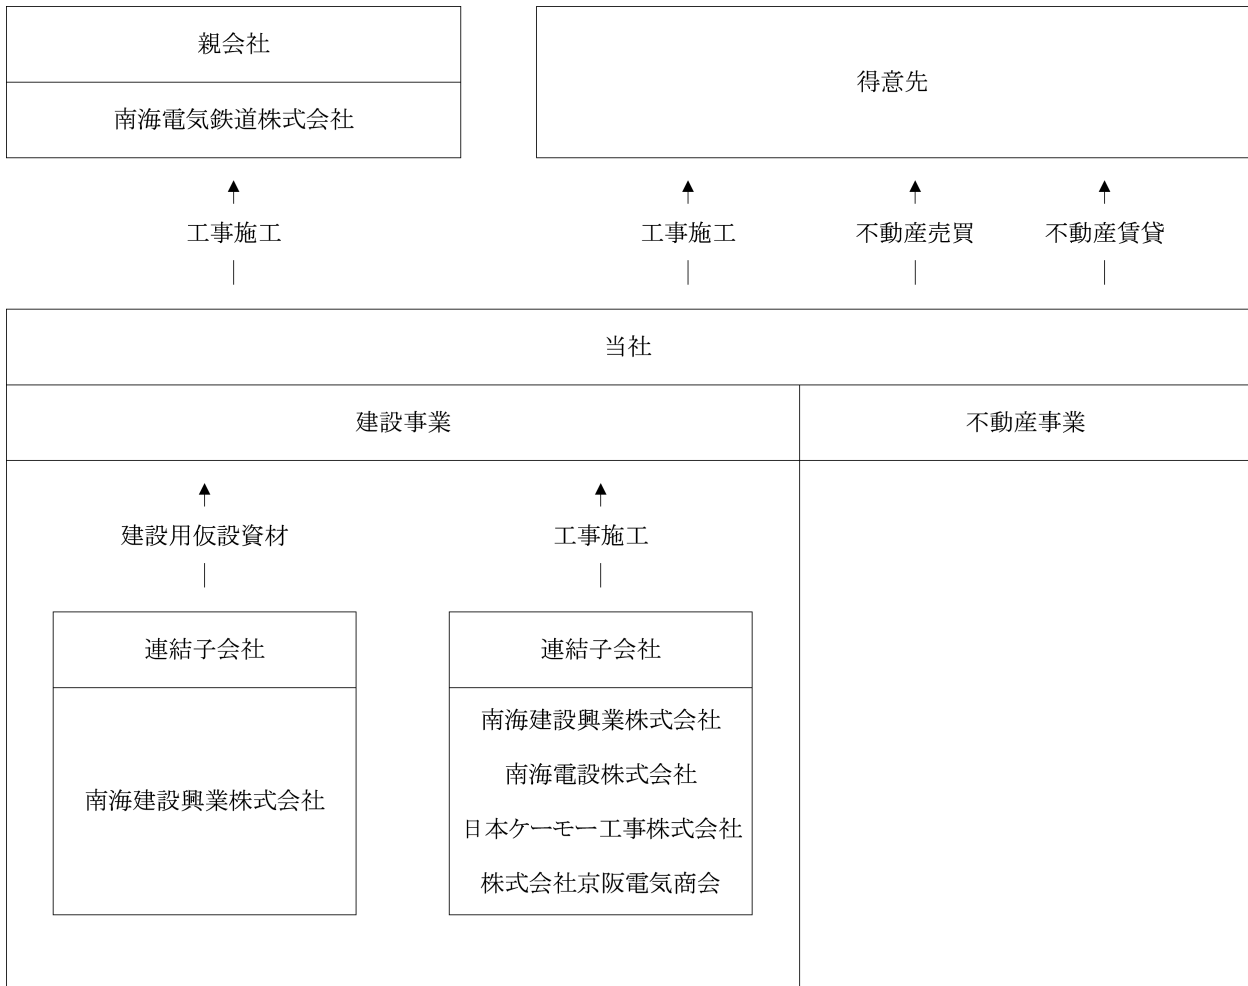 親会社
南海電気鉄道株式会社
得意先
工事施工
工事施工
不動産売買
不動産賃貸
当社
建設事業
不動産事業
建設用仮設資材
工事施工
連結子会社
南海建設興業株式会社
連結子会社
南海建設興業株式会社
南海電設株式会社
日本ケーモー工事株式会社
株式会社京阪電気商会